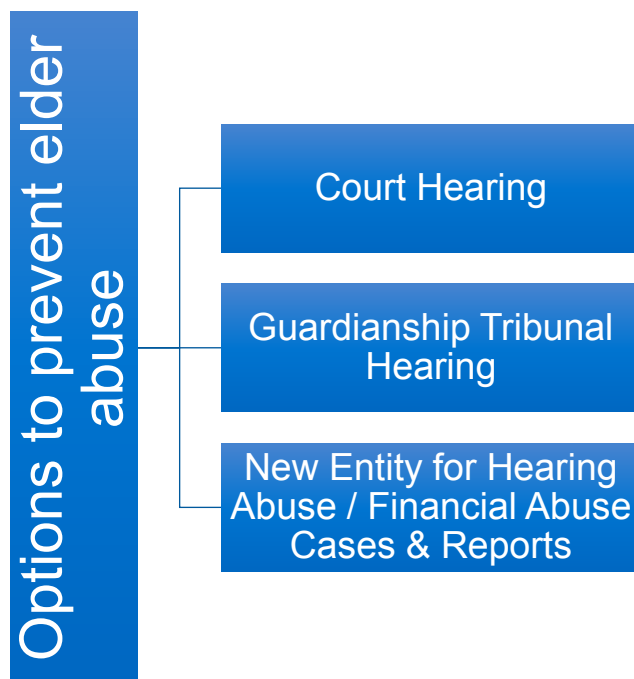 Options to prevent elder
abuse
Court Hearing
Guardianship Tribunal
Hearing
New Entity for Hearing
Abuse / Financial Abuse
Cases & Reports